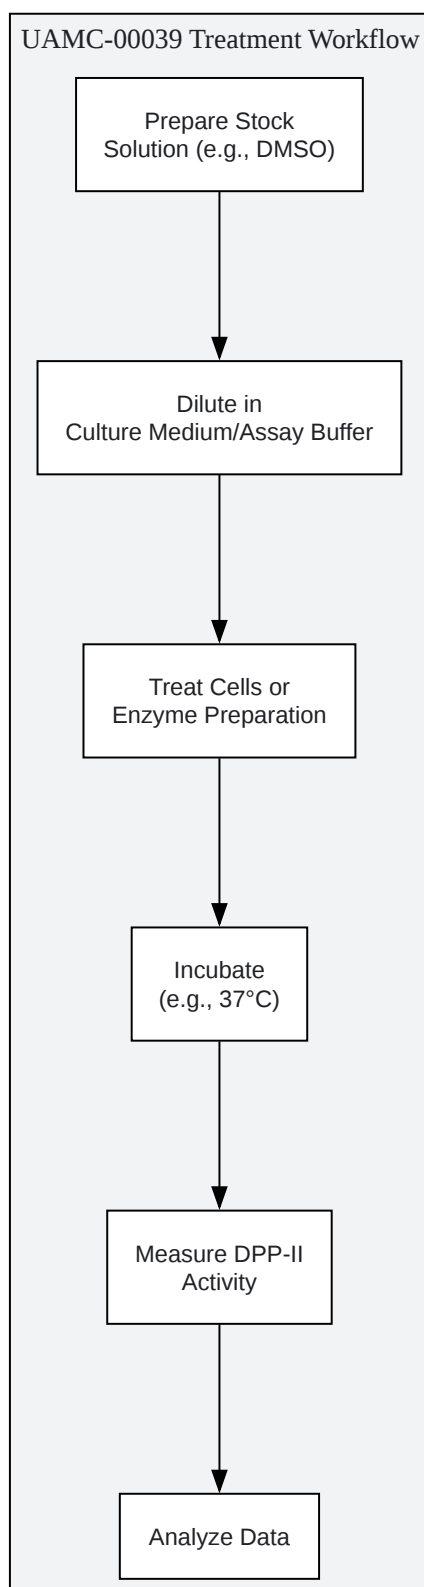 UAMC-00039 Treatment Workflow
Prepare Stock
Solution (e.g., DMSO)
Dilute in
Culture Medium/Assay Buffer
Treat Cells or
Enzyme Preparation
Incubate
(e.g., 37°C)
Measure DPP-II
Activity
Analyze Data